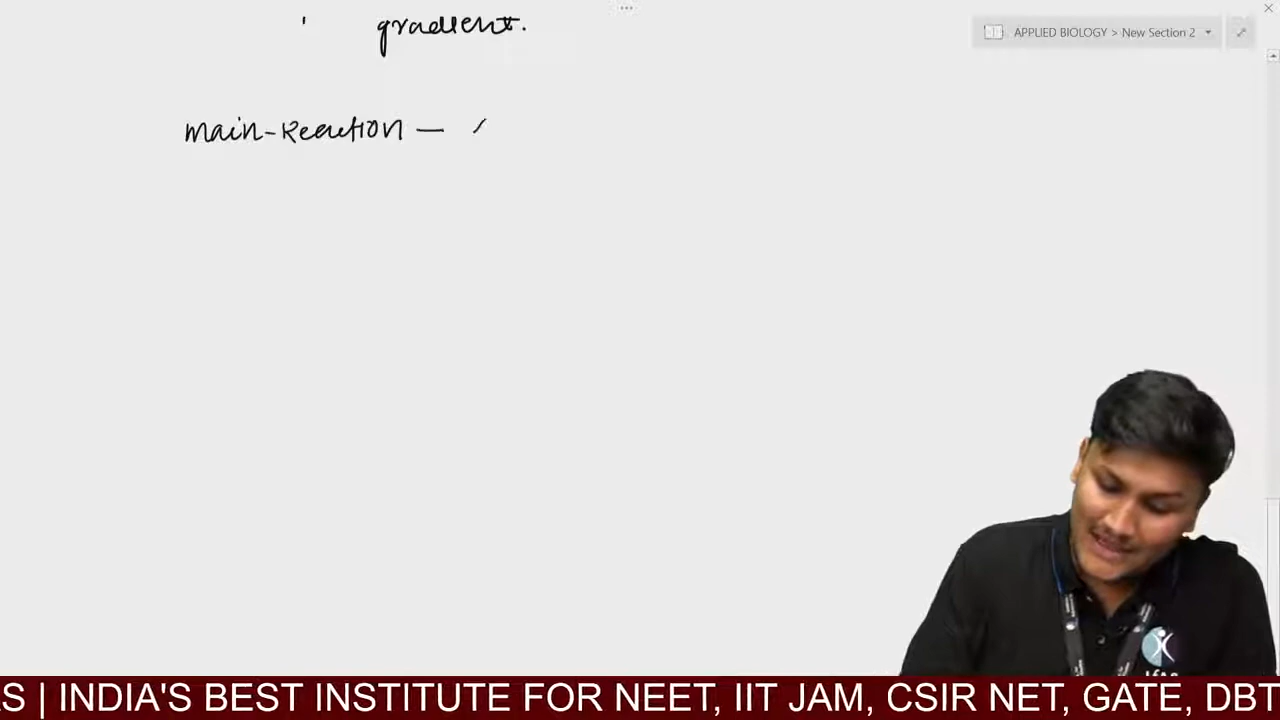 gradient.
APPLIED BIOLOGY > New Section 2
main-Reaction —
AS | INDIA'S BEST INSTITUTE FOR NEET, IIT JAM, CSIR NET, GATE, DBT